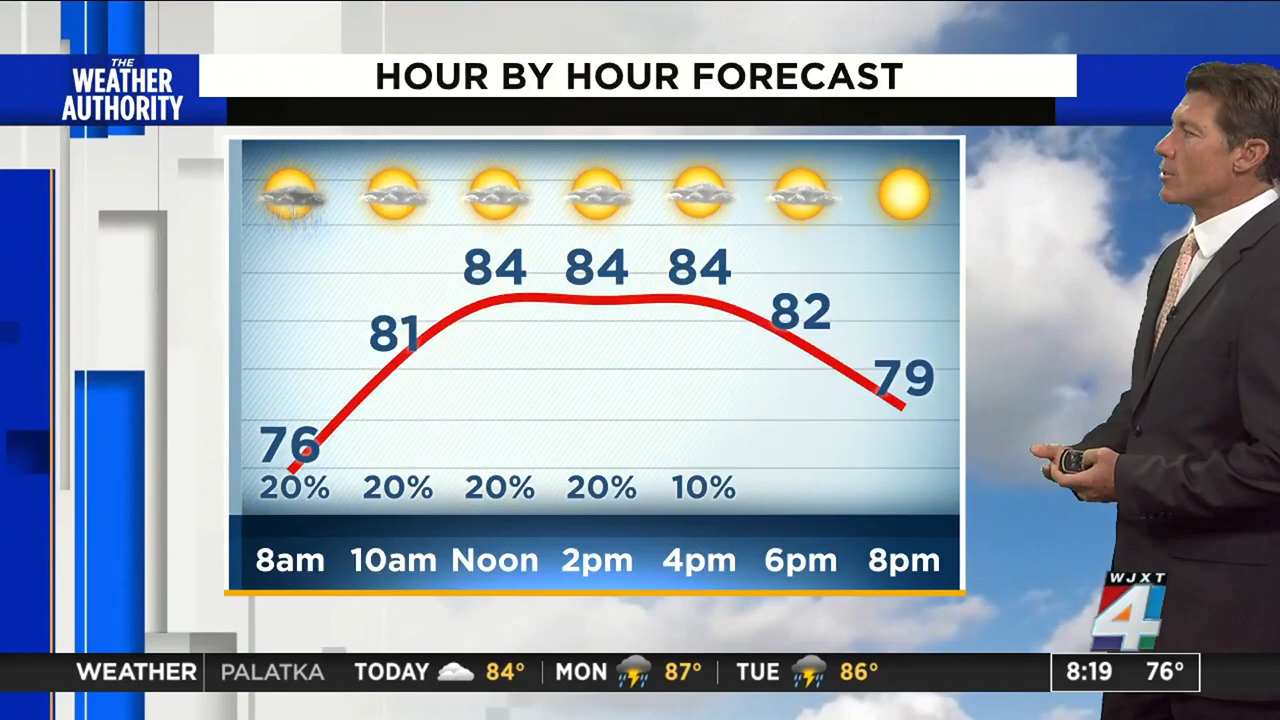 THE
WEATHER
AUTHORITY
HOUR BY HOUR FORECAST
84 84 84
82
81
79
76
20% 20% 20% 20% 10%
8am 10am Noon 2pm 4pm 6pm 8pm
WJXT
4
WEATHER PALATKA TODAY 84° MON 87° TUE 86° 8:19 76°